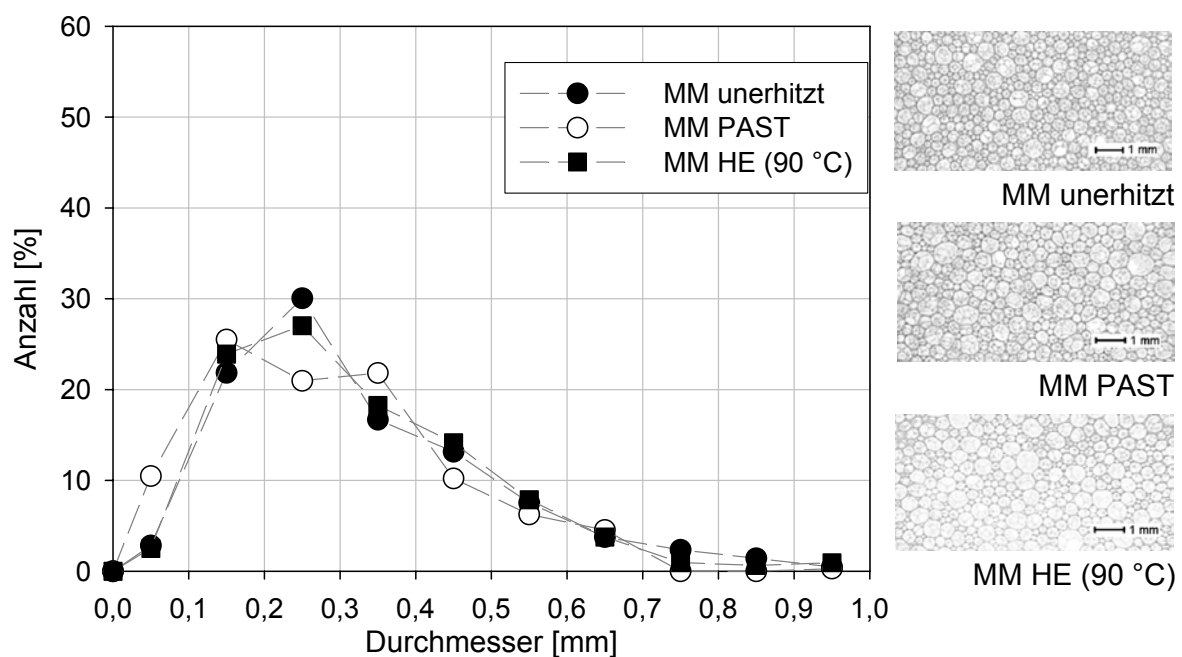 60
50
40
30
20
10
0
Anzahl [%]
0,0 0,1 0,2 0,3 0,4 0,5 0,6 0,7 0,8 0,9 1,0
Durchmesser [mm]
MM unerhitzt
MM PAST
MM HE (90 °C)
1 mm
MM unerhitzt
1 mm
MM PAST
1 mm
MM HE (90 °C)